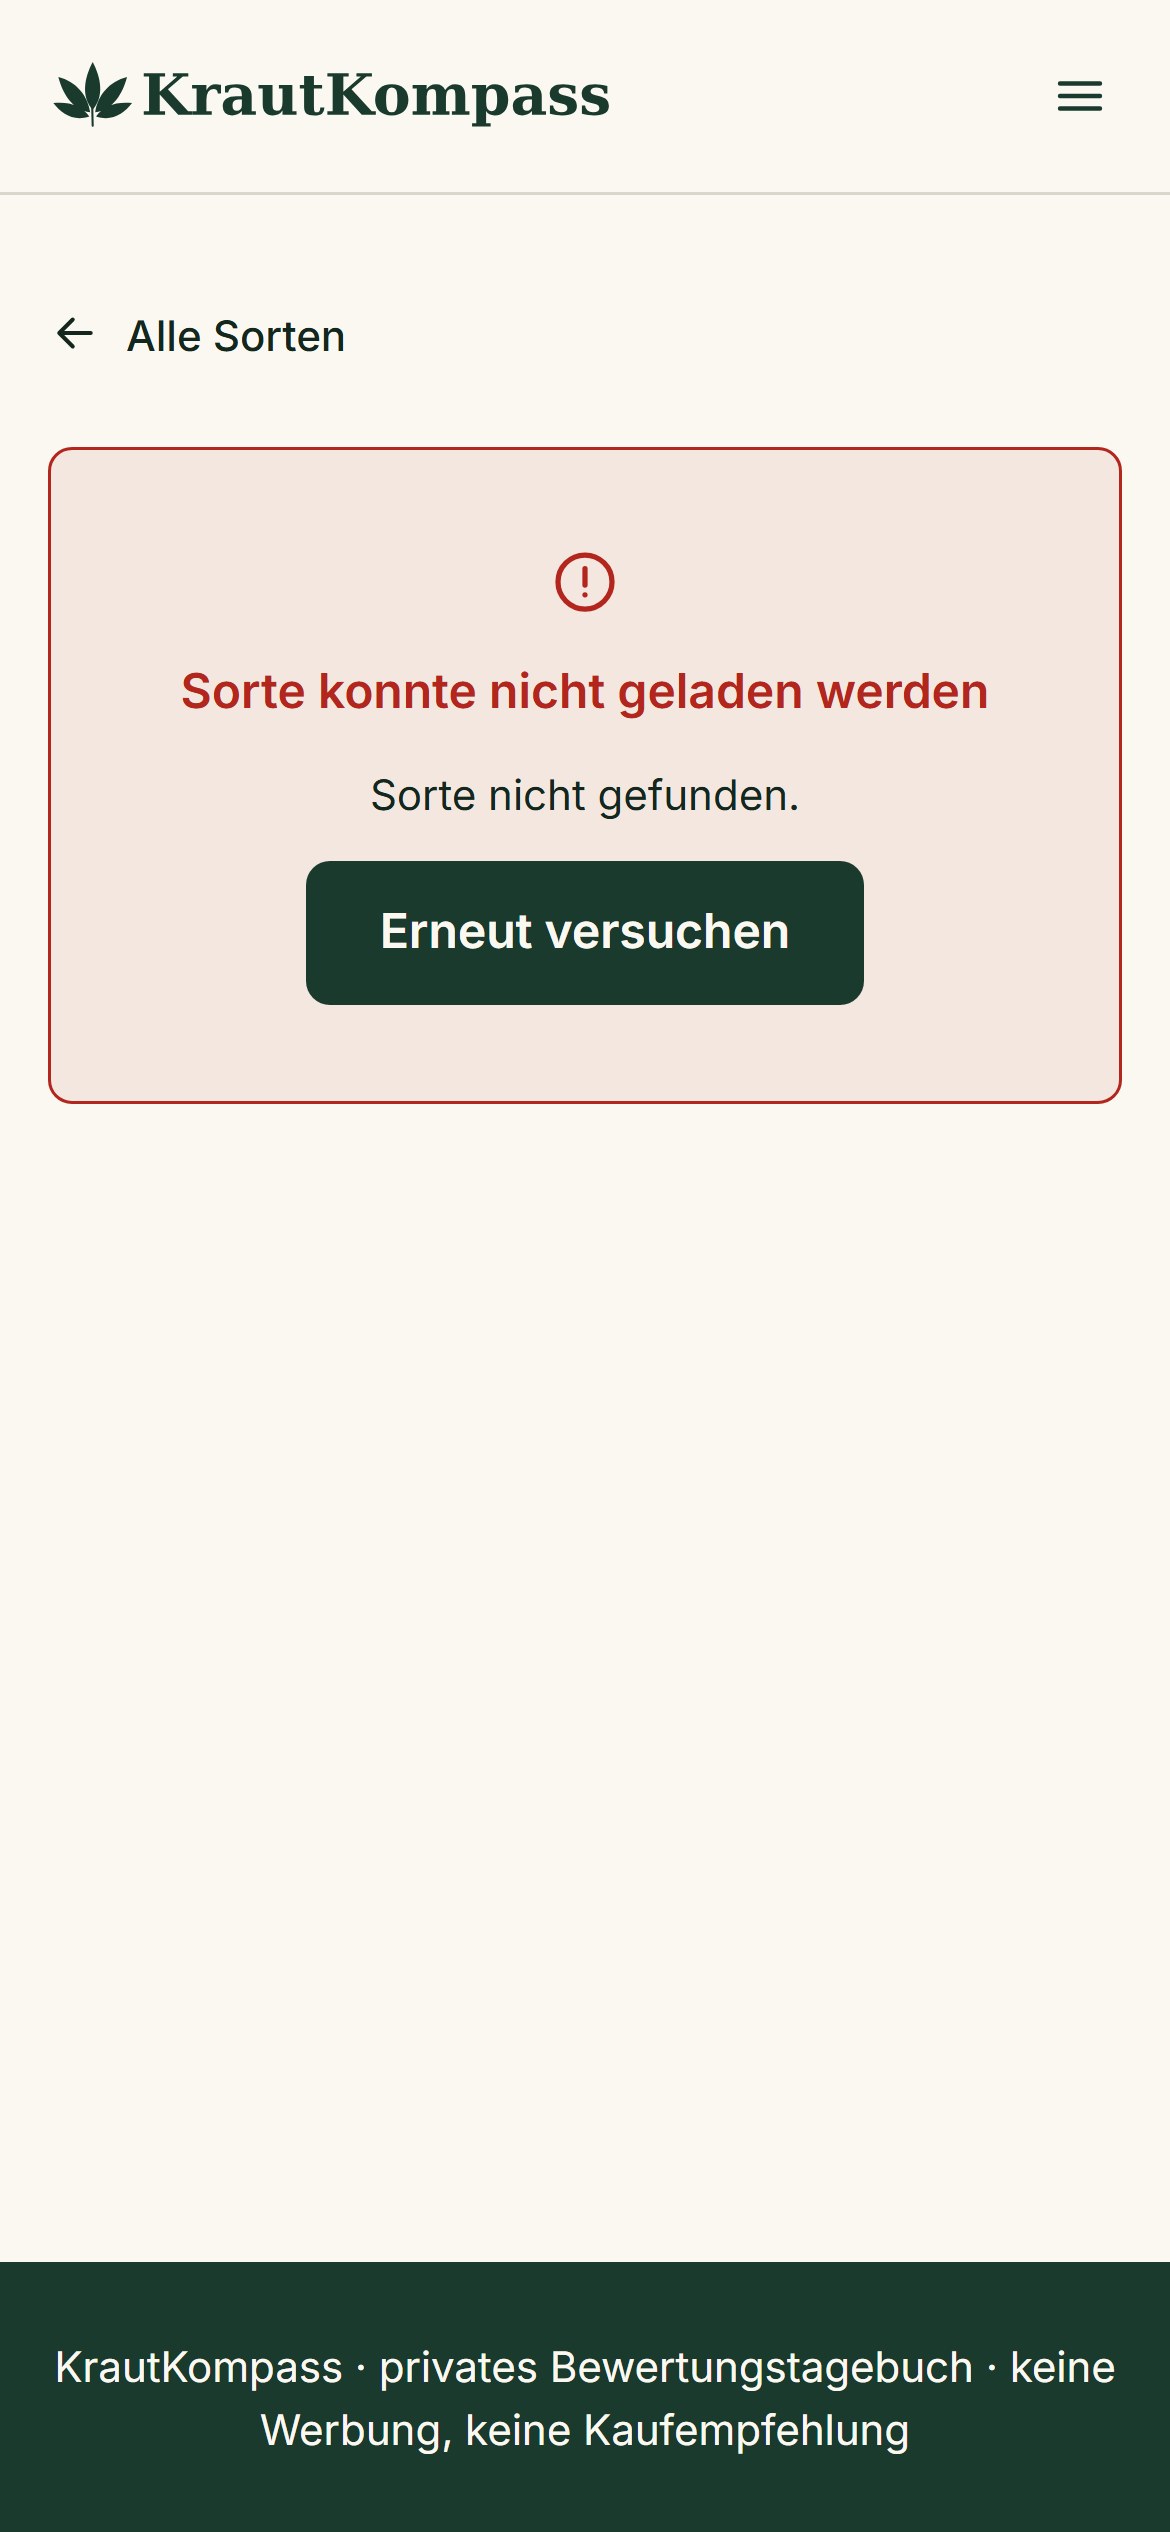 KrautKompass
Alle Sorten
Sorte konnte nicht geladen werden
Sorte nicht gefunden.
Erneut versuchen
KrautKompass · privates Bewertungstagebuch · keine
Werbung, keine Kaufempfehlung